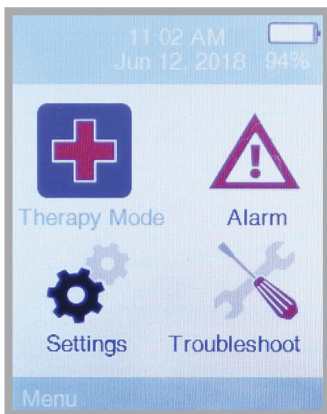 11:02 AM
Jun 12, 2018 94%
Therapy Mode
Alarm
Settings
Troubleshoot
Menu